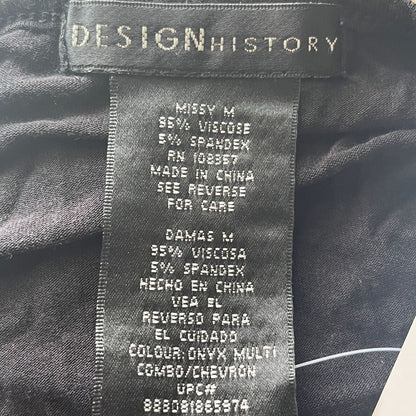 DESIGNHISTORY
MISSY M
95% VISCOSE
5% SPANDEX
RN 108357
MADE IN CHINA
SEE REVERSE
FOR CARE
DAMAS M
95% VISCOSA
5% SPANDEX
HECHO EN CHINA
VEA EL
REVERSO PARA
EL CUIDADO
COLOUR:ONYX MULTI
COMBO/CHEVRON
UPC#
889081865974